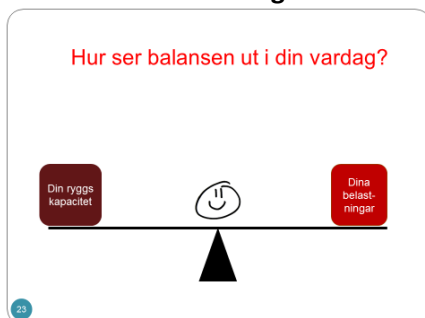 Hur ser balansen ut i din vardag?
Din ryggs
kapacitet
Dina
belast-
ningar
23